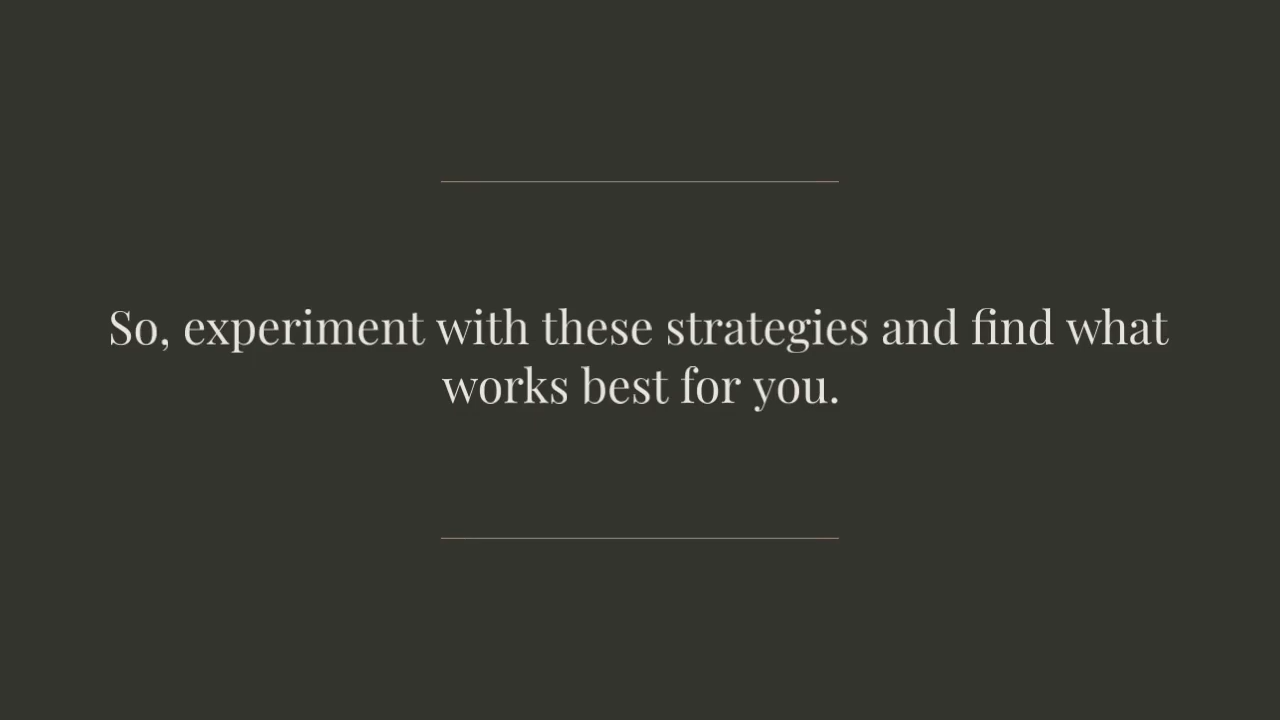 So, experiment with these strategies and find what
works best for you.